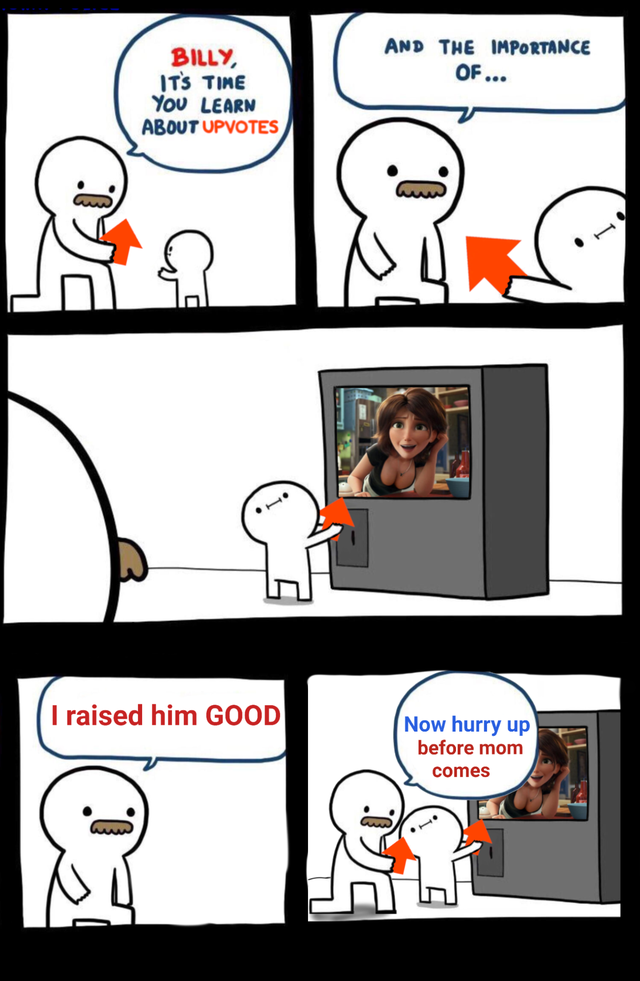 BILLY,
IT'S TIME
YOU LEARN
ABOUT UPVOTES
AND THE IMPORTANCE
OF...
I raised him GOOD
Now hurry up
before mom
comes